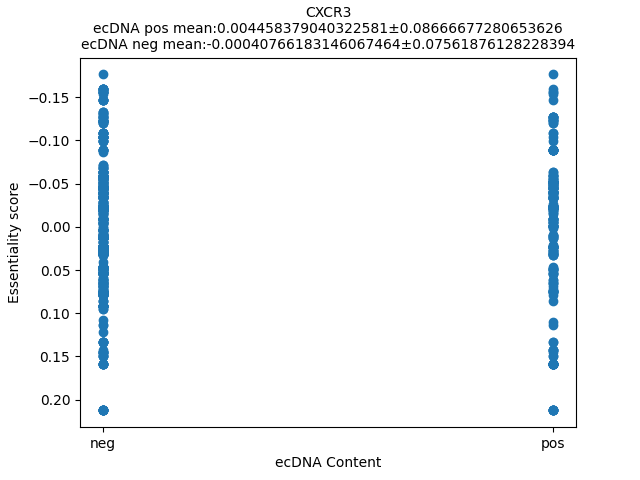 CXCR3
ecDNA pos mean:0.004458379040322581±0.08666677280653626
ecDNA neg mean:-0.00040766183146067464±0.07561876128228394
−0.15
−0.10
−0.05
0.00
0.05
0.10
0.15
0.20
Essentiality score
neg
pos
ecDNA Content